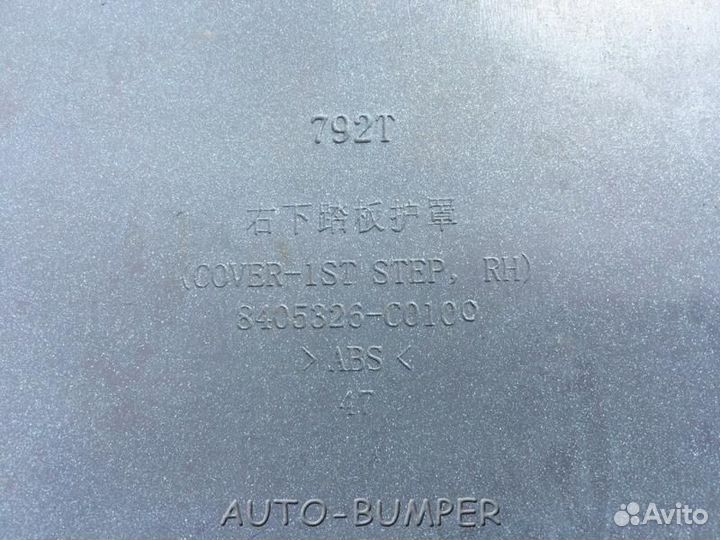 792T
右下踏板护罩
(COVER-1ST STEP, RH)
8405326-C0100
>ABS<
47
AUTO-BUMPER
Avito